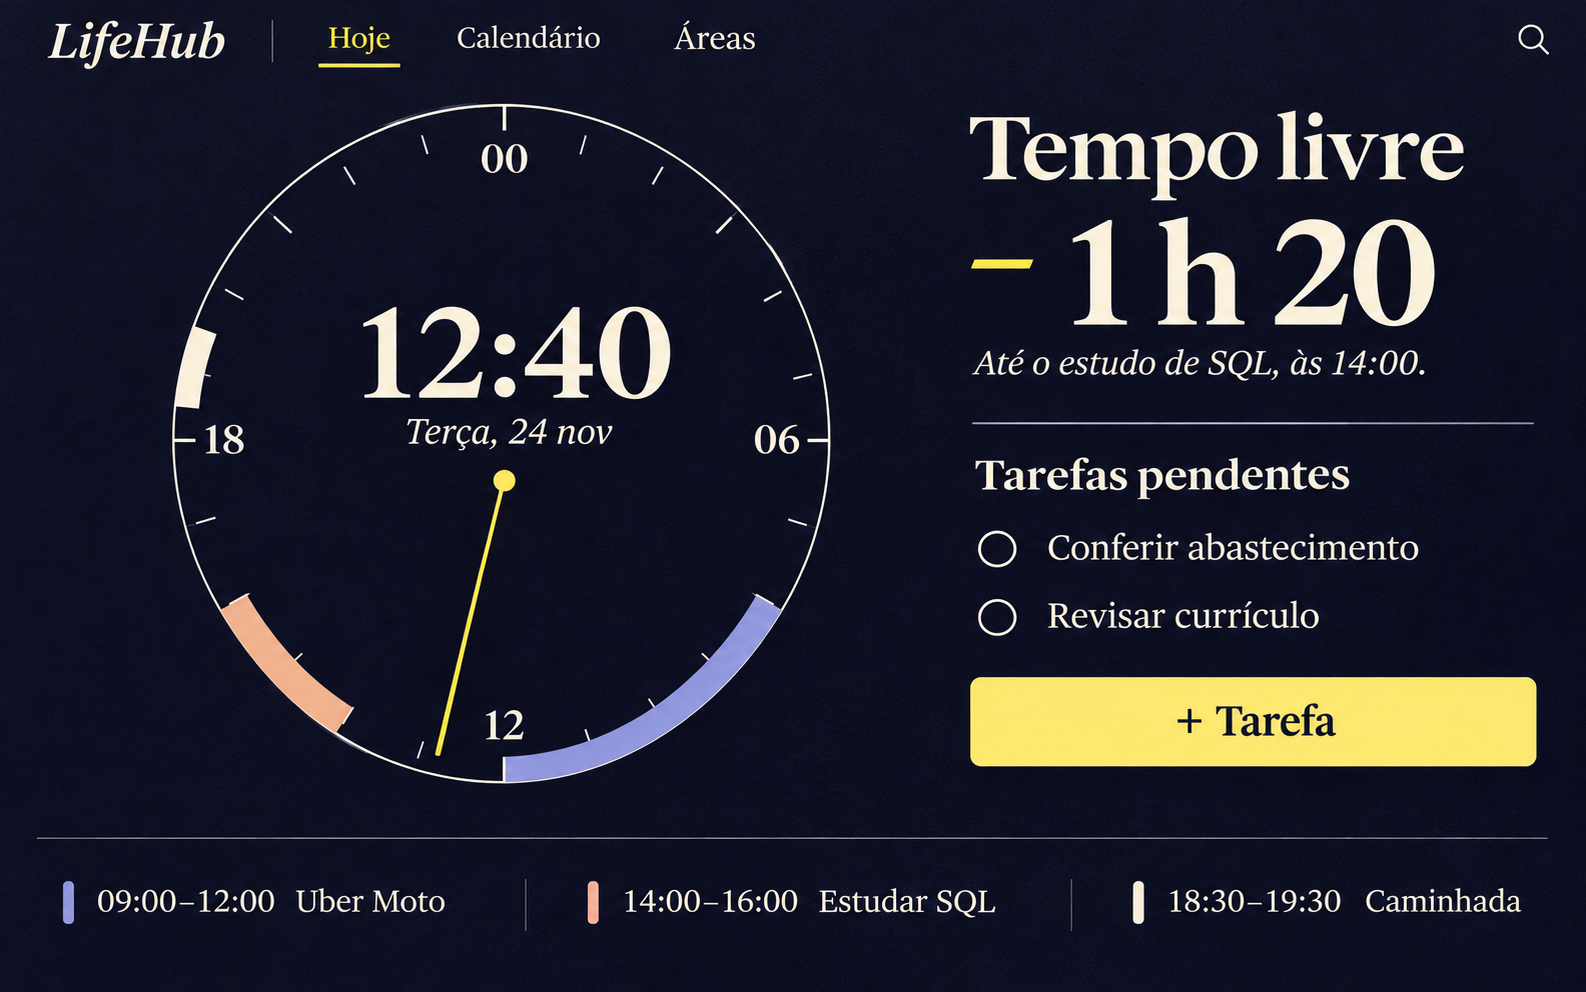 LifeHub
Hoje
Calendário
Áreas
00
18
06
12
12:40
Terça, 24 nov
Tempo livre
– 1 h 20
Até o estudo de SQL, às 14:00.
Tarefas pendentes
Conferir abastecimento
Revisar currículo
+ Tarefa
09:00–12:00 Uber Moto
14:00–16:00 Estudar SQL
18:30–19:30 Caminhada